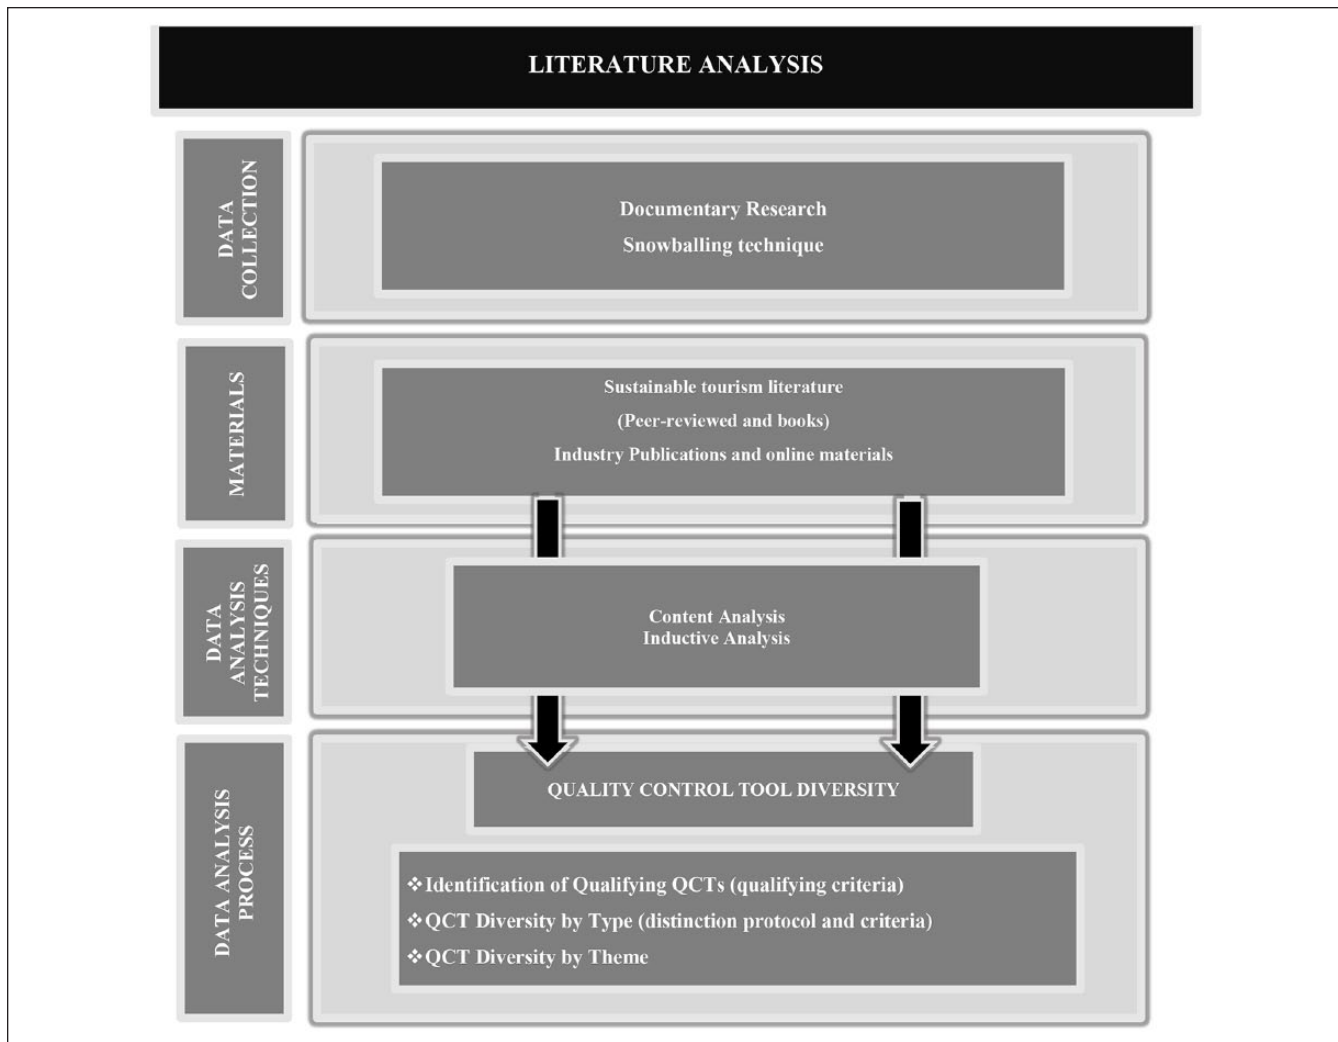 LITERATURE ANALYSIS
DATA
COLLECTION
Documentary Research
Snowballing technique
MATERIALS
Sustainable tourism literature
(Peer-reviewed and books)
Industry Publications and online materials
DATA
ANALYSIS
TECHNIQUES
Content Analysis
Inductive Analysis
DATA ANALYSIS
PROCESS
QUALITY CONTROL TOOL DIVERSITY
❖Identification of Qualifying QCTs (qualifying criteria)
❖QCT Diversity by Type (distinction protocol and criteria)
❖QCT Diversity by Theme